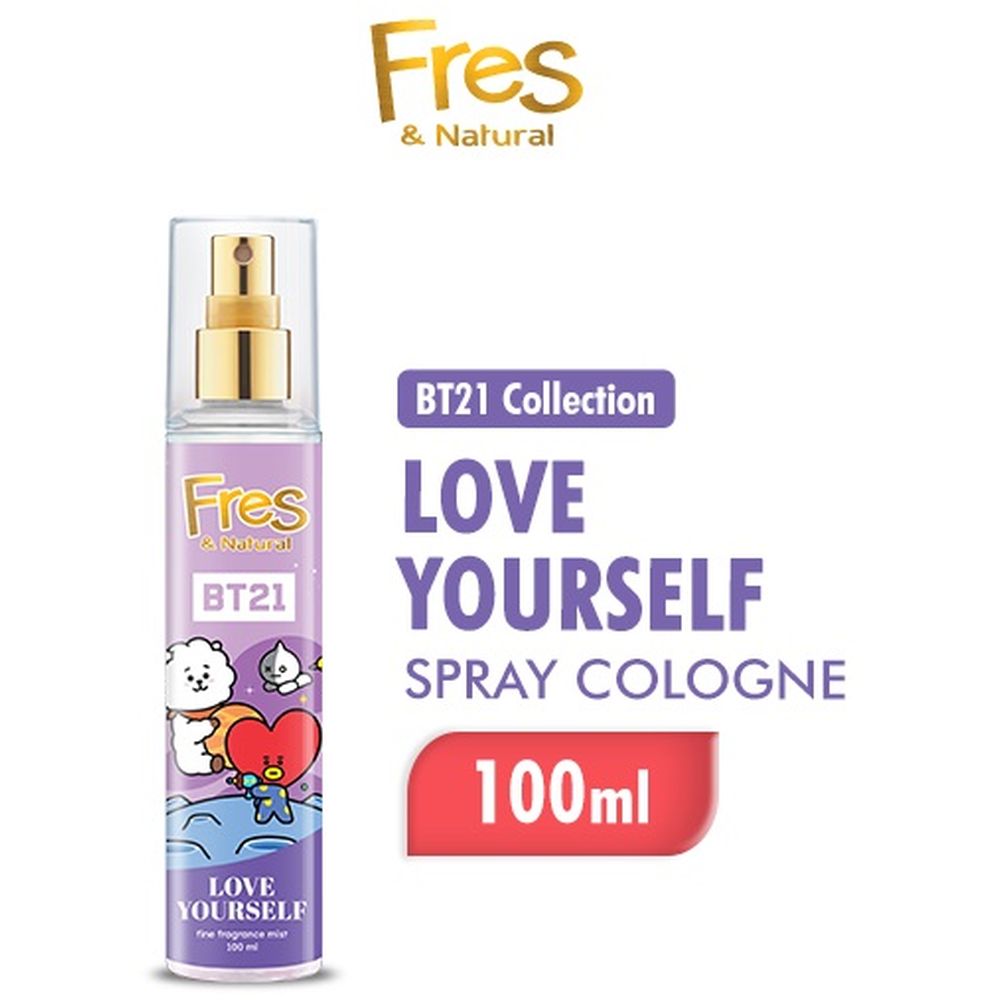 Fres
& Natural
BT21 Collection
LOVE
YOURSELF
SPRAY COLOGNE
100ml
Fres
& Natural
BT21
LOVE
YOURSELF
fine fragrance mist
100 ml